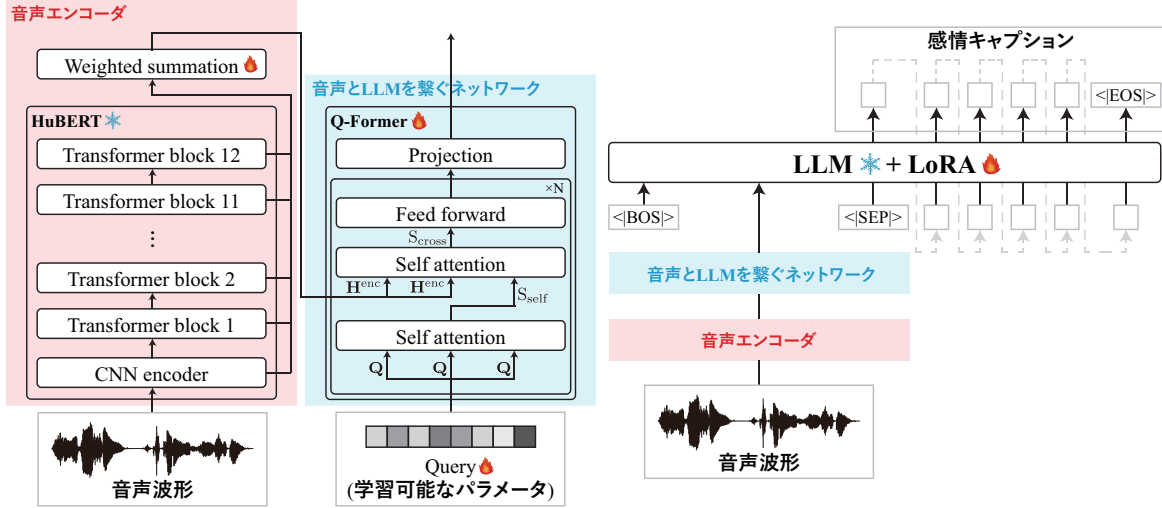 音声エンコーダ
Weighted summation
HuBERT
Transformer block 12
Transformer block 11
⋮
Transformer block 2
Transformer block 1
CNN encoder
音声波形
音声とLLMを繋ぐネットワーク
Q-Former
Projection
×N
Feed forward
S_cross
Self attention
H^enc H^enc
S_self
Self attention
Q Q Q
Query
(学習可能なパラメータ)
感情キャプション
<|EOS|>
LLM + LoRA
<|BOS|>
<|SEP|>
音声とLLMを繋ぐネットワーク
音声エンコーダ
音声波形